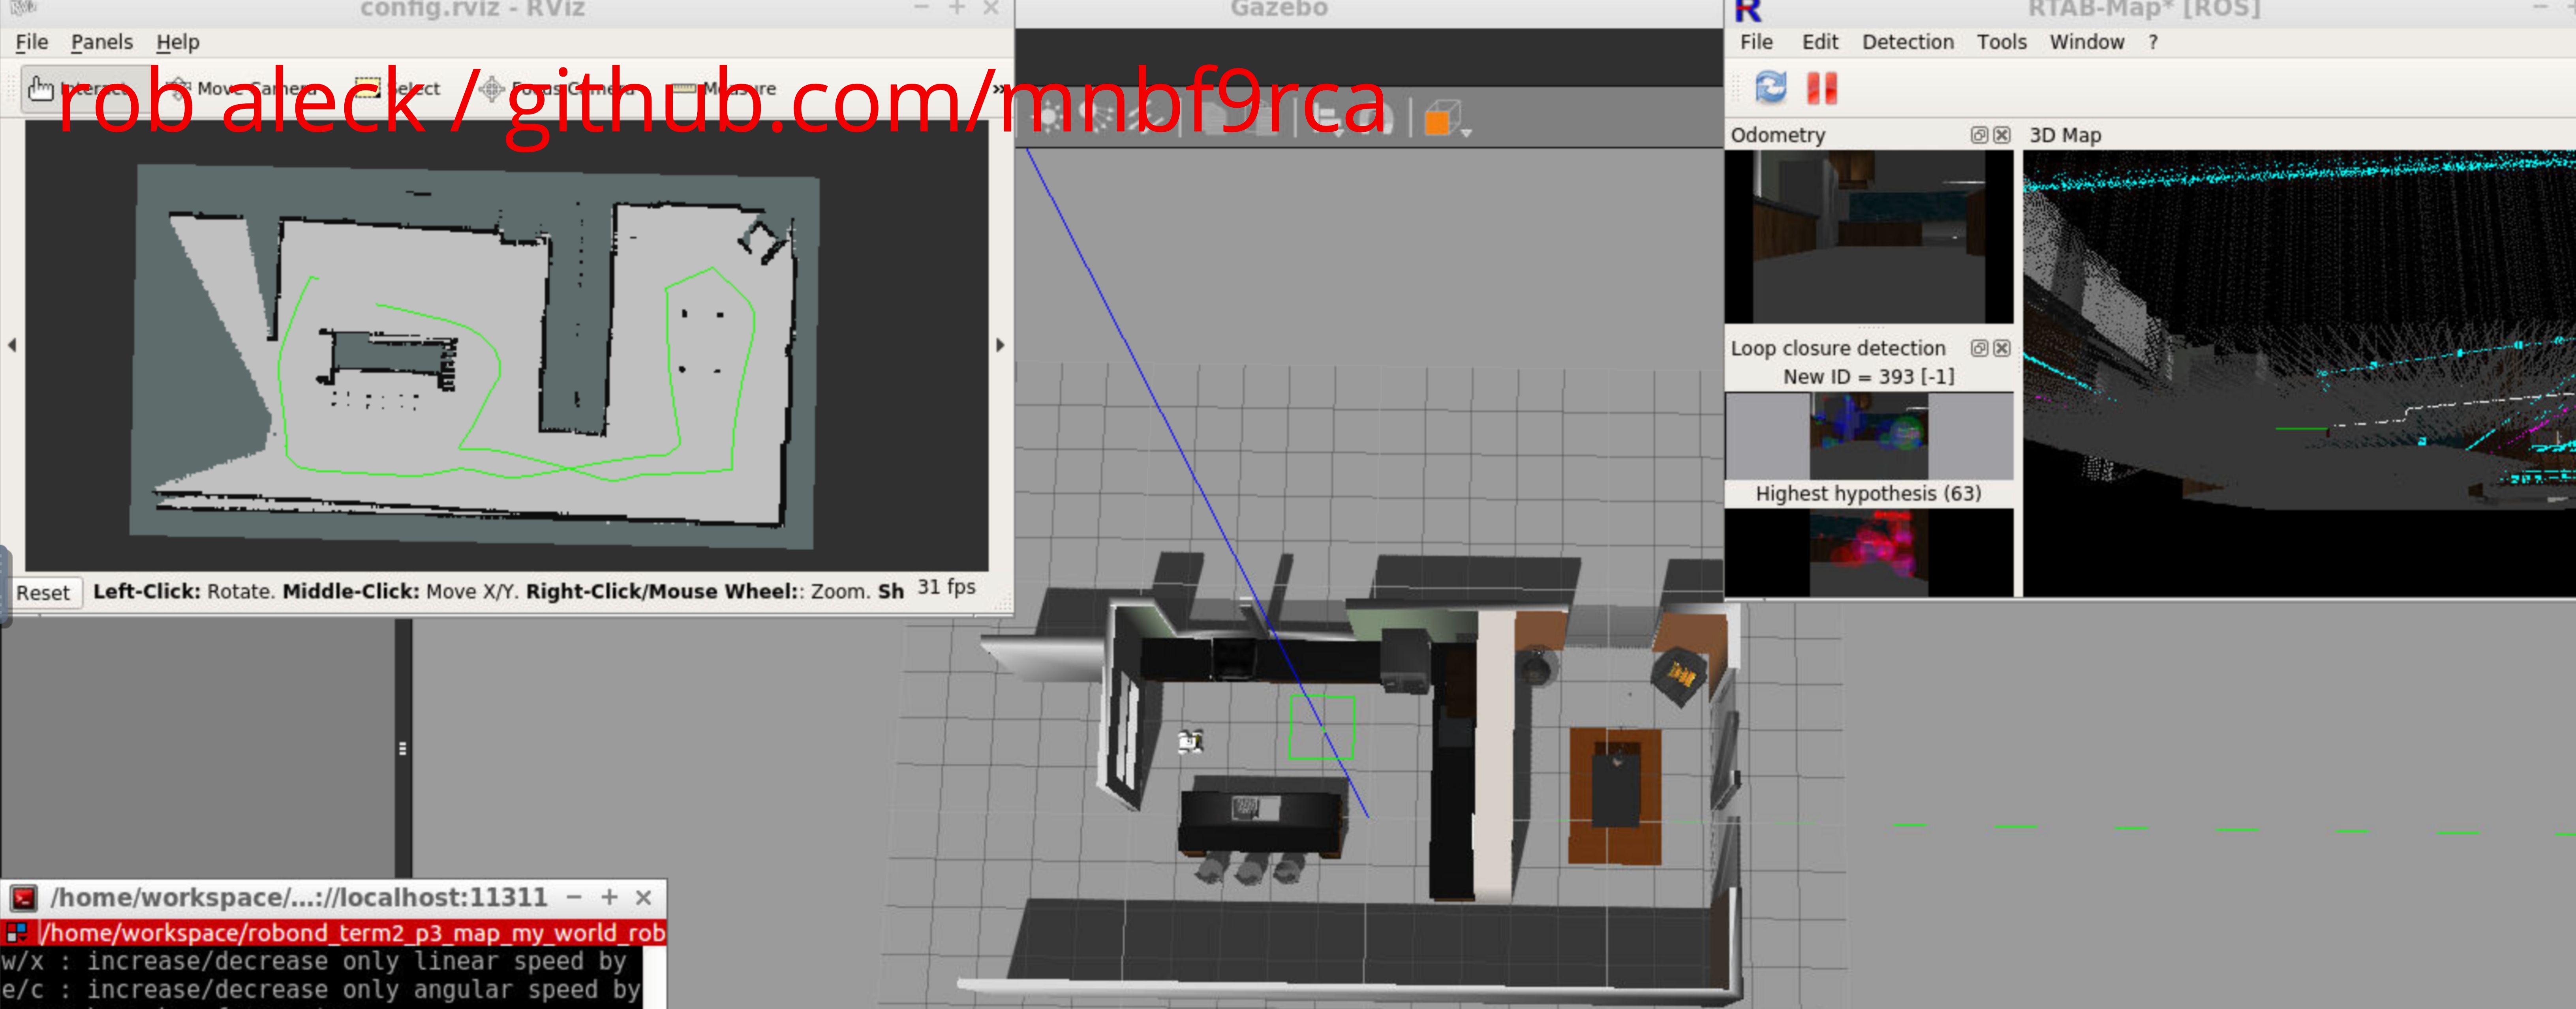 config.rviz - RViz
File Panels Help
Interact Move Camera Select Focus Camera Measure »
rob aleck / github.com/mnbf9rca
Reset Left-Click: Rotate. Middle-Click: Move X/Y. Right-Click/Mouse Wheel:: Zoom. Sh 31 fps
Gazebo
RTAB-Map* [ROS]
File Edit Detection Tools Window ?
Odometry
3D Map
Loop closure detection
New ID = 393 [-1]
Highest hypothesis (63)
/home/workspace/...://localhost:11311
/home/workspace/robond_term2_p3_map_my_world_rob
w/x : increase/decrease only linear speed by
e/c : increase/decrease only angular speed by